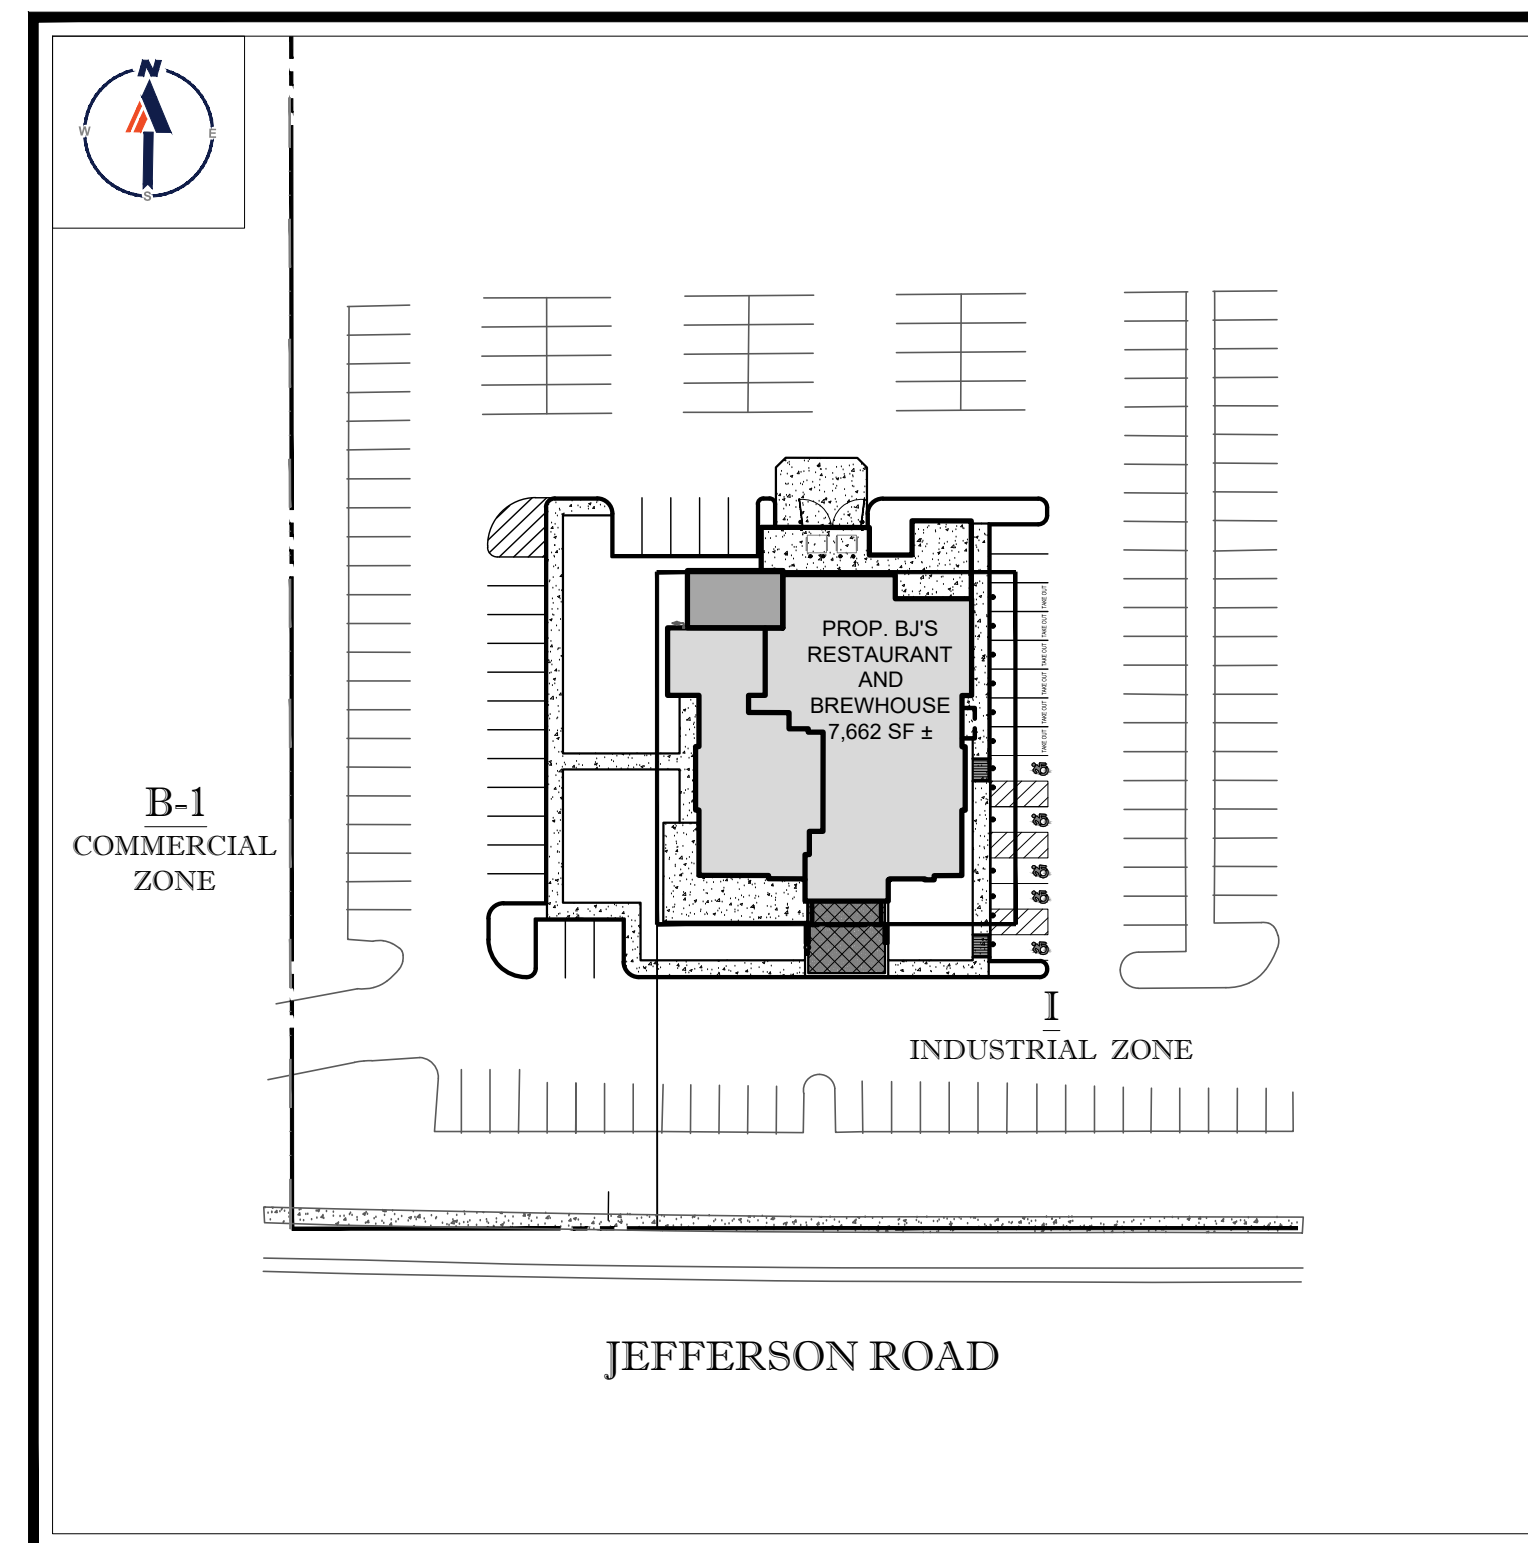 N
W
E
S
PROP. BJ'S
RESTAURANT
AND
BREWHOUSE
7,662 SF ±
TAKE OUT
TAKE OUT
TAKE OUT
TAKE OUT
TAKE OUT
TAKE OUT
B-1
COMMERCIAL
ZONE
I
INDUSTRIAL ZONE
JEFFERSON ROAD